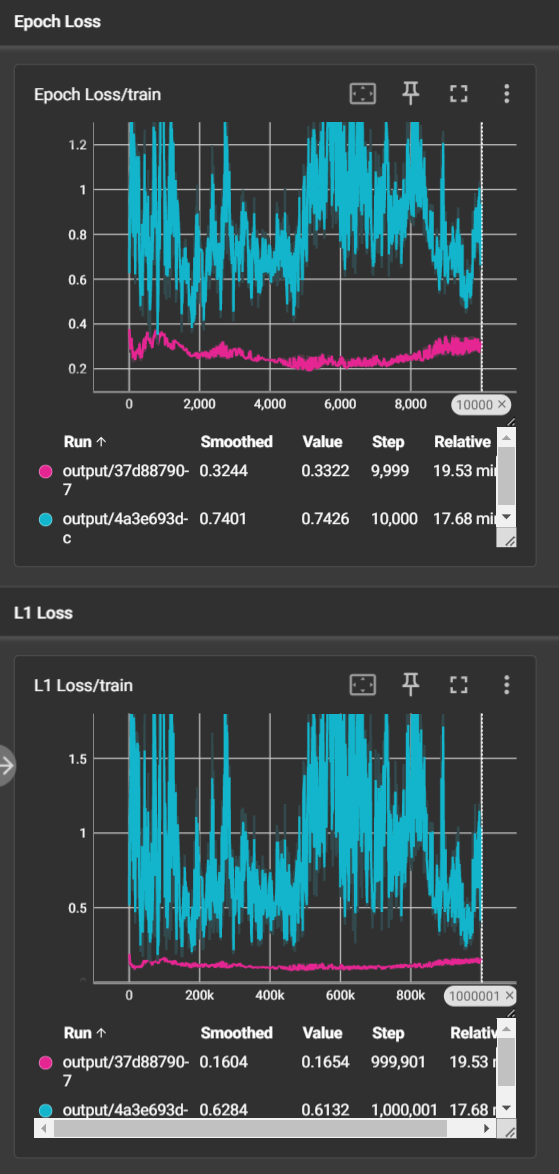 Epoch Loss
Epoch Loss/train
1.2
1
0.8
0.6
0.4
0.2
0 2,000 4,000 6,000 8,000 10000 ×
Run ↑ Smoothed Value Step Relative
output/37d88790- 0.3244 0.3322 9,999 19.53 min
7
output/4a3e693d- 0.7401 0.7426 10,000 17.68 min
c
L1 Loss
L1 Loss/train
1.5
1
0.5
0 200k 400k 600k 800k 1000001 ×
Run ↑ Smoothed Value Step Relativ
output/37d88790- 0.1604 0.1654 999,901 19.53
7
output/4a3e693d- 0.6284 0.6132 1,000,001 17.68